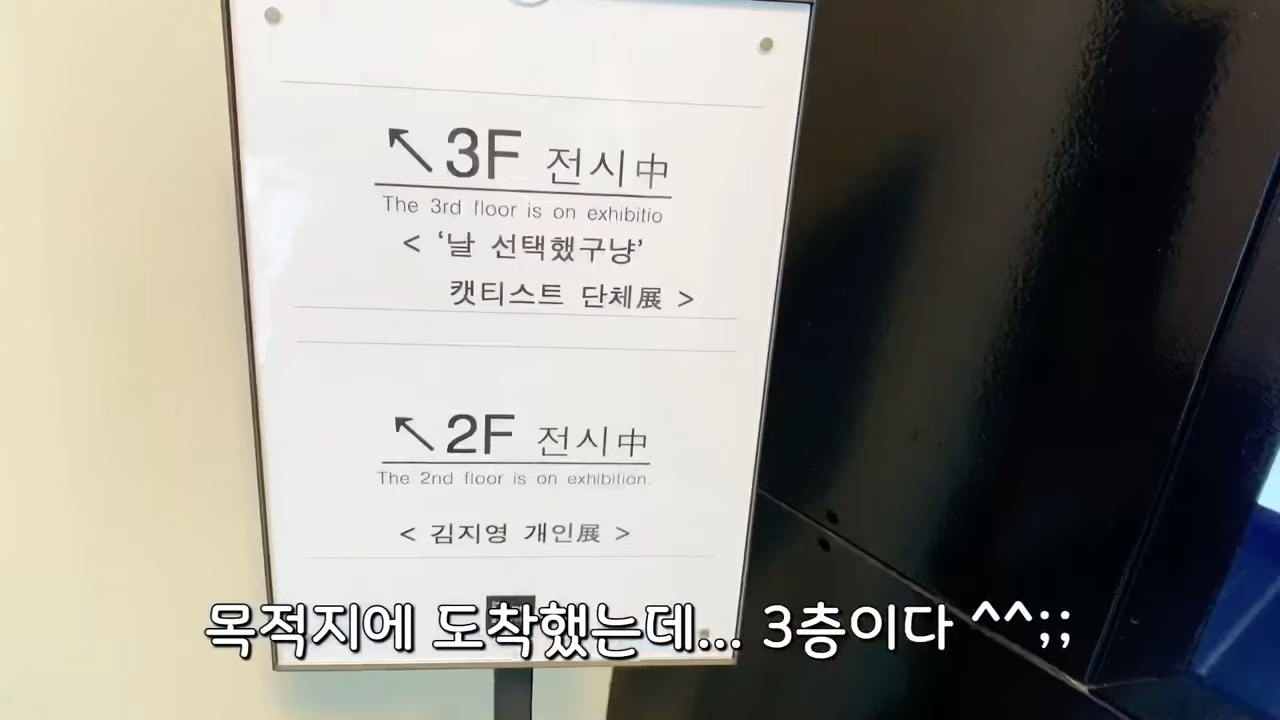 ↖3F 전시中
The 3rd floor is on exhibitio
< ‘날 선택했구냥’
캣티스트 단체展 >
↖2F 전시中
The 2nd floor is on exhibition.
< 김지영 개인展 >
목적지에 도착했는데... 3층이다 ^^;;